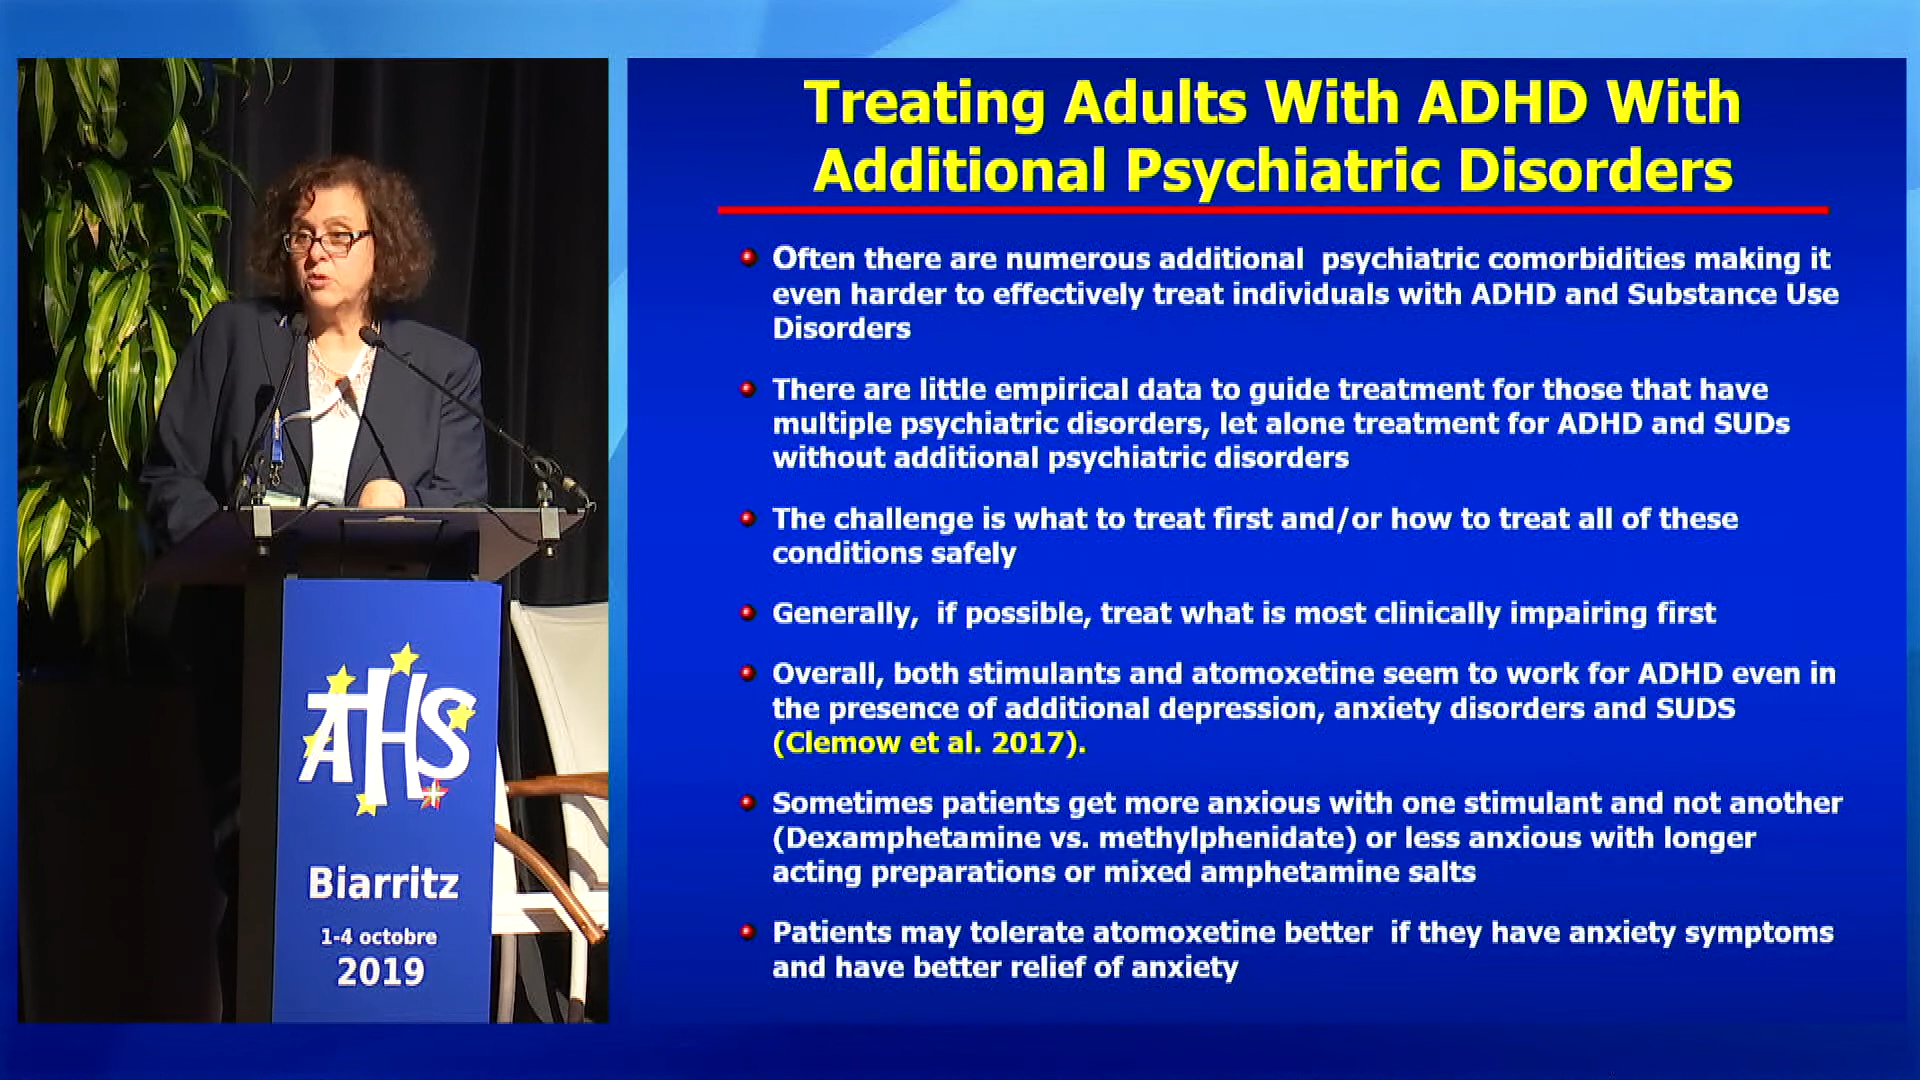 Treating Adults With ADHD With
Additional Psychiatric Disorders
Often there are numerous additional psychiatric comorbidities making it
even harder to effectively treat individuals with ADHD and Substance Use
Disorders
There are little empirical data to guide treatment for those that have
multiple psychiatric disorders, let alone treatment for ADHD and SUDs
without additional psychiatric disorders
The challenge is what to treat first and/or how to treat all of these
conditions safely
Generally, if possible, treat what is most clinically impairing first
Overall, both stimulants and atomoxetine seem to work for ADHD even in
the presence of additional depression, anxiety disorders and SUDS
(Clemow et al. 2017).
Sometimes patients get more anxious with one stimulant and not another
(Dexamphetamine vs. methylphenidate) or less anxious with longer
acting preparations or mixed amphetamine salts
Patients may tolerate atomoxetine better if they have anxiety symptoms
and have better relief of anxiety
AHS
Biarritz
1-4 octobre
2019